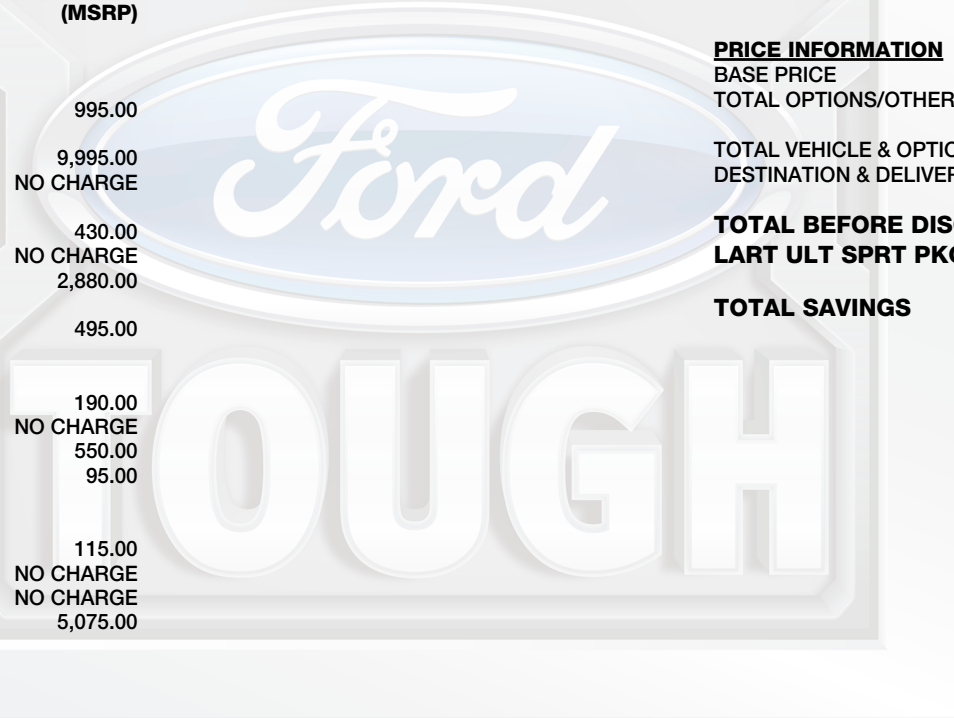 (MSRP)
995.00
9,995.00
NO CHARGE
430.00
NO CHARGE
2,880.00
495.00
190.00
NO CHARGE
550.00
95.00
115.00
NO CHARGE
NO CHARGE
5,075.00
PRICE INFORMATION
BASE PRICE
TOTAL OPTIONS/OTHER
TOTAL VEHICLE & OPTIO
DESTINATION & DELIVER
TOTAL BEFORE DIS
LART ULT SPRT PK
TOTAL SAVINGS
Ford
TOUGH